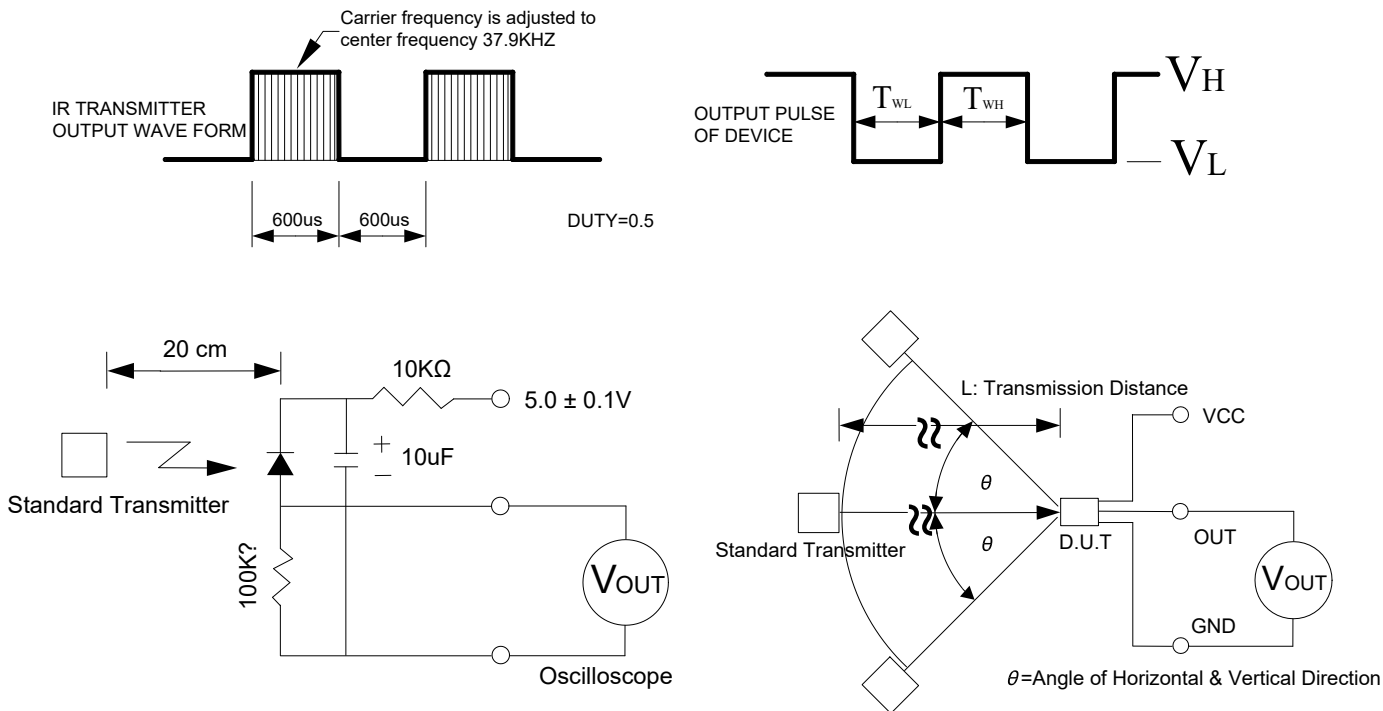 Carrier frequency is adjusted to
center frequency 37.9KHZ
IR TRANSMITTER
OUTPUT WAVE FORM
600us
600us
DUTY=0.5
OUTPUT PULSE
OF DEVICE
TWL
TWH
VH
VL
20 cm
10KΩ
5.0 ± 0.1V
+
10uF
−
Standard Transmitter
100K?
VOUT
Oscilloscope
L: Transmission Distance
VCC
θ
Standard Transmitter
D.U.T
OUT
θ
VOUT
GND
θ=Angle of Horizontal & Vertical Direction